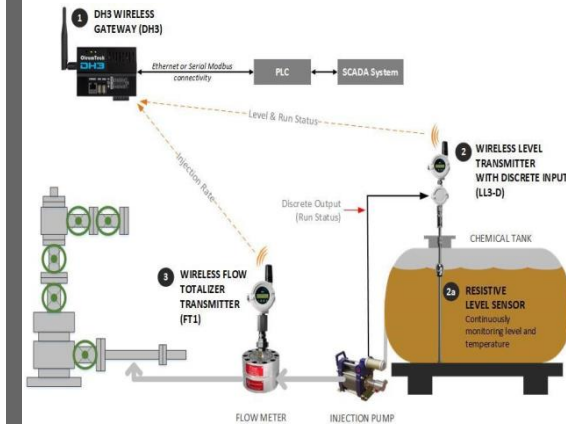 1 DH3 WIRELESS
GATEWAY (DH3)
DH3
Ethernet or Serial Modbus
connectivity
PLC
SCADA System
Level & Run Status
Injection Rate
2 WIRELESS LEVEL
TRANSMITTER
WITH DISCRETE INPUT
(LL3-D)
Discrete Output
(Run Status)
CHEMICAL TANK
3 WIRELESS FLOW
TOTALIZER
TRANSMITTER
(FT1)
2a RESISTIVE
LEVEL SENSOR
Continuously
monitoring level and
temperature
FLOW METER
INJECTION PUMP